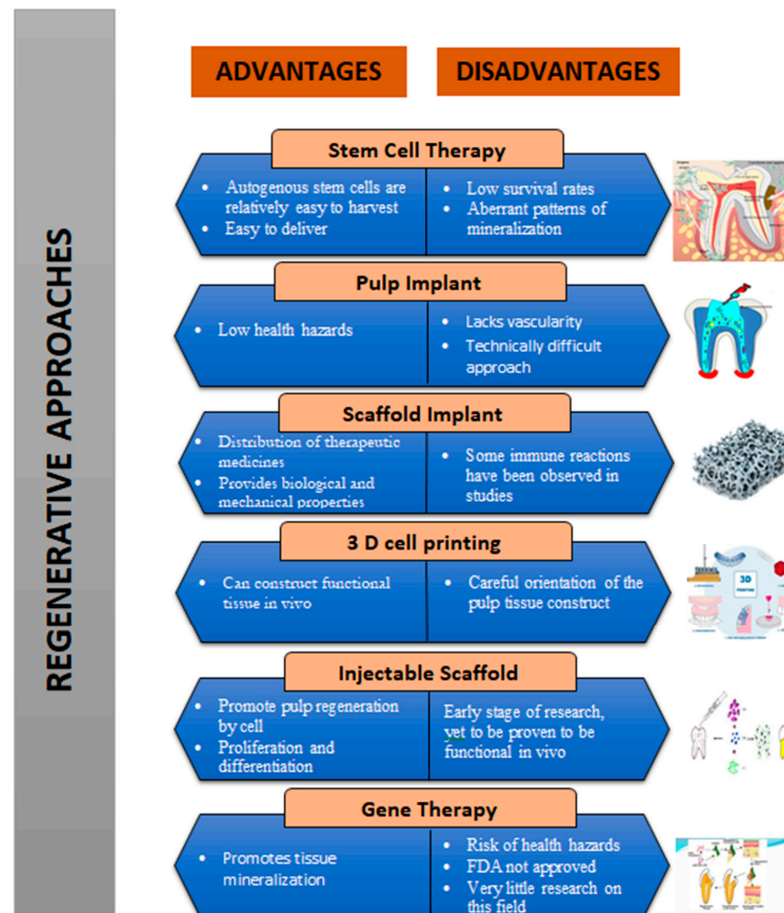 REGENERATIVE APPROACHES
ADVANTAGES
DISADVANTAGES
Stem Cell Therapy
• Autogenous stem cells are
relatively easy to harvest
• Easy to deliver
• Low survival rates
• Aberrant patterns of
mineralization
Pulp Implant
• Low health hazards
• Lacks vascularity
• Technically difficult
approach
Scaffold Implant
• Distribution of therapeutic
medicines
• Provides biological and
mechanical properties
• Some immune reactions
have been observed in
studies
3 D cell printing
• Can construct functional
tissue in vivo
• Careful orientation of the
pulp tissue construct
3D
PRINTING
Injectable Scaffold
• Promote pulp regeneration
by cell
• Proliferation and
differentiation
Early stage of research,
yet to be proven to be
functional in vivo
Gene Therapy
• Promotes tissue
mineralization
• Risk of health hazards
• FDA not approved
• Very little research on
this field